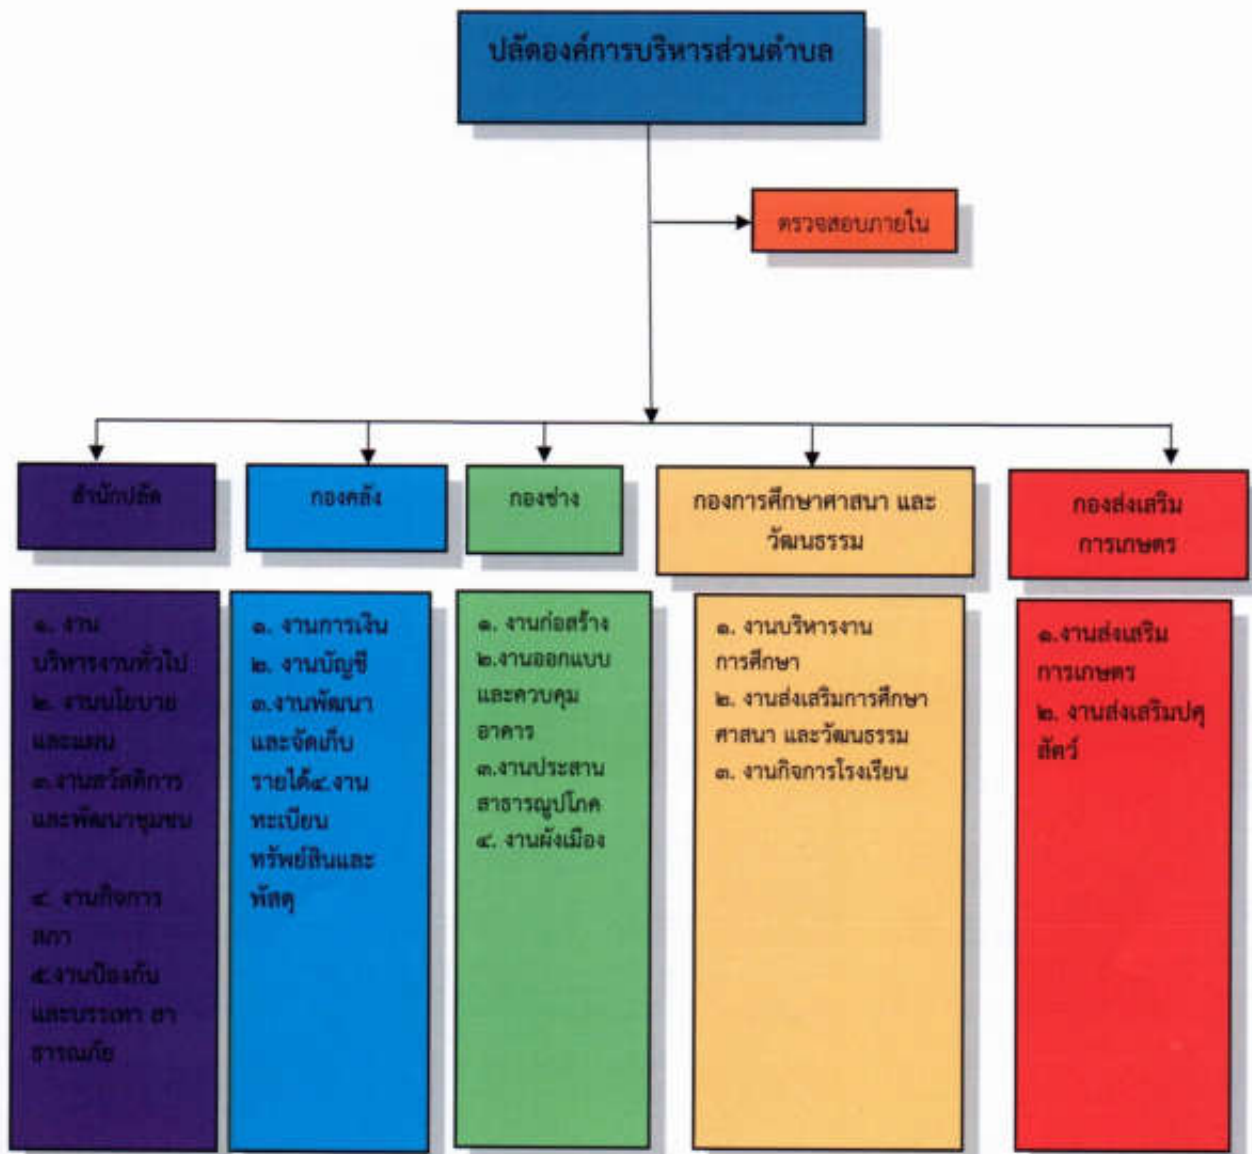 ปลัดองค์การบริหารส่วนตำบล
ตรวจสอบภายใน
สำนักปลัด
กองคลัง
กองช่าง
กองการศึกษาศาสนา และ
วัฒนธรรม
กองส่งเสริม
การเกษตร
๑. งาน
บริหารงานทั่วไป
๒. งานนโยบาย
และแผน
๓.งานสวัสดิการ
และพัฒนาชุมชน
๔. งานกิจการ
สภา
๕.งานป้องกัน
และบรรเทา สา
ธารณภัย
๑. งานการเงิน
๒. งานบัญชี
๓.งานพัฒนา
และจัดเก็บ
รายได้๔.งาน
ทะเบียน
ทรัพย์สินและ
พัสดุ
๑. งานก่อสร้าง
๒.งานออกแบบ
และควบคุม
อาคาร
๓.งานประสาน
สาธารณูปโภค
๔. งานผังเมือง
๑. งานบริหารงาน
การศึกษา
๒. งานส่งเสริมการศึกษา
ศาสนา และวัฒนธรรม
๓. งานกิจการโรงเรียน
๑.งานส่งเสริม
การเกษตร
๒. งานส่งเสริมปศุ
สัตว์